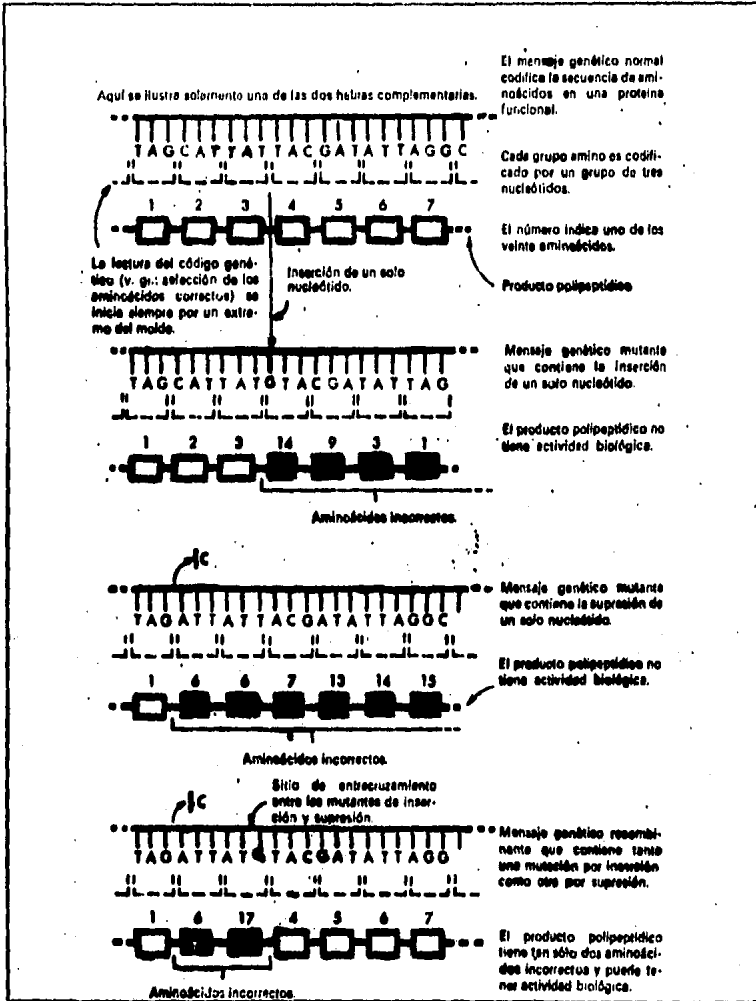 El mensaje genético normal
codifica la secuencia de ami-
noácidos en una proteína
funcional.
Aquí se ilustra solamente una de las dos hebras complementarias.
TAGCATTATTACGATATTAGGC
Cada grupo amino es codifi-
cado por un grupo de tres
nucleótidos.
1 2 3 4 5 6 7
El número indica uno de los
veinte aminoácidos.
La lectura del código gené-
tico (v. gr.: selección de los
aminoácidos correctos) se
inicia siempre por un extre-
mo del molde.
Inserción de un solo
nucleótido.
Producto polipeptídico
Mensaje genético mutante
que contiene la inserción
de un solo nucleótido.
TAGCATTATGTACGATATTAG
El producto polipeptídico no
tiene actividad biológica.
1 2 3 14 9 3 1
Aminoácidos incorrectos.
C
Mensaje genético mutante
que contiene la supresión de
un solo nucleótido.
TAGATTATTACGATATTAGGC
El producto polipeptídico no
tiene actividad biológica.
1 6 6 7 13 14 15
Aminoácidos incorrectos.
Sitio de entrecruzamiento
entre los mutantes de inser-
ción y supresión.
C
Mensaje genético recombi-
nante que contiene tanto
una mutación por inserción
como otra por supresión.
TAGATTATGTACGATATTAGG
1 6 17 4 5 6 7
El producto polipeptídico
tiene tan sólo dos aminoáci-
dos incorrectos y puede te-
ner actividad biológica.
Aminoácidos incorrectos.